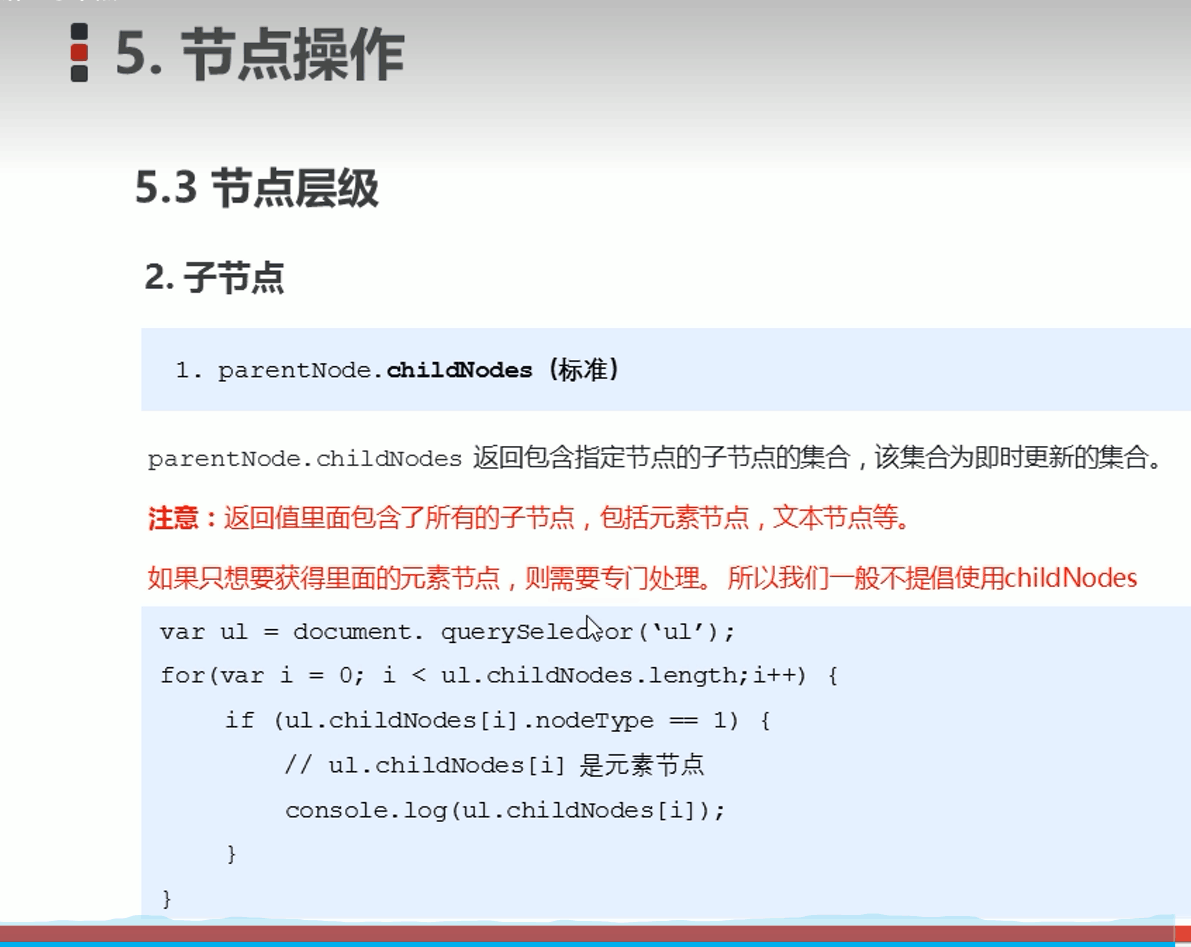 5. 节点操作
5.3 节点层级
2. 子节点
1. parentNode.childNodes（标准）
parentNode.childNodes 返回包含指定节点的子节点的集合，该集合为即时更新的集合。
注意：返回值里面包含了所有的子节点，包括元素节点，文本节点等。
如果只想要获得里面的元素节点，则需要专门处理。 所以我们一般不提倡使用childNodes
var ul = document. querySelector(‘ul’);
for(var i = 0; i < ul.childNodes.length;i++) {
if (ul.childNodes[i].nodeType == 1) {
// ul.childNodes[i] 是元素节点
console.log(ul.childNodes[i]);
}
}